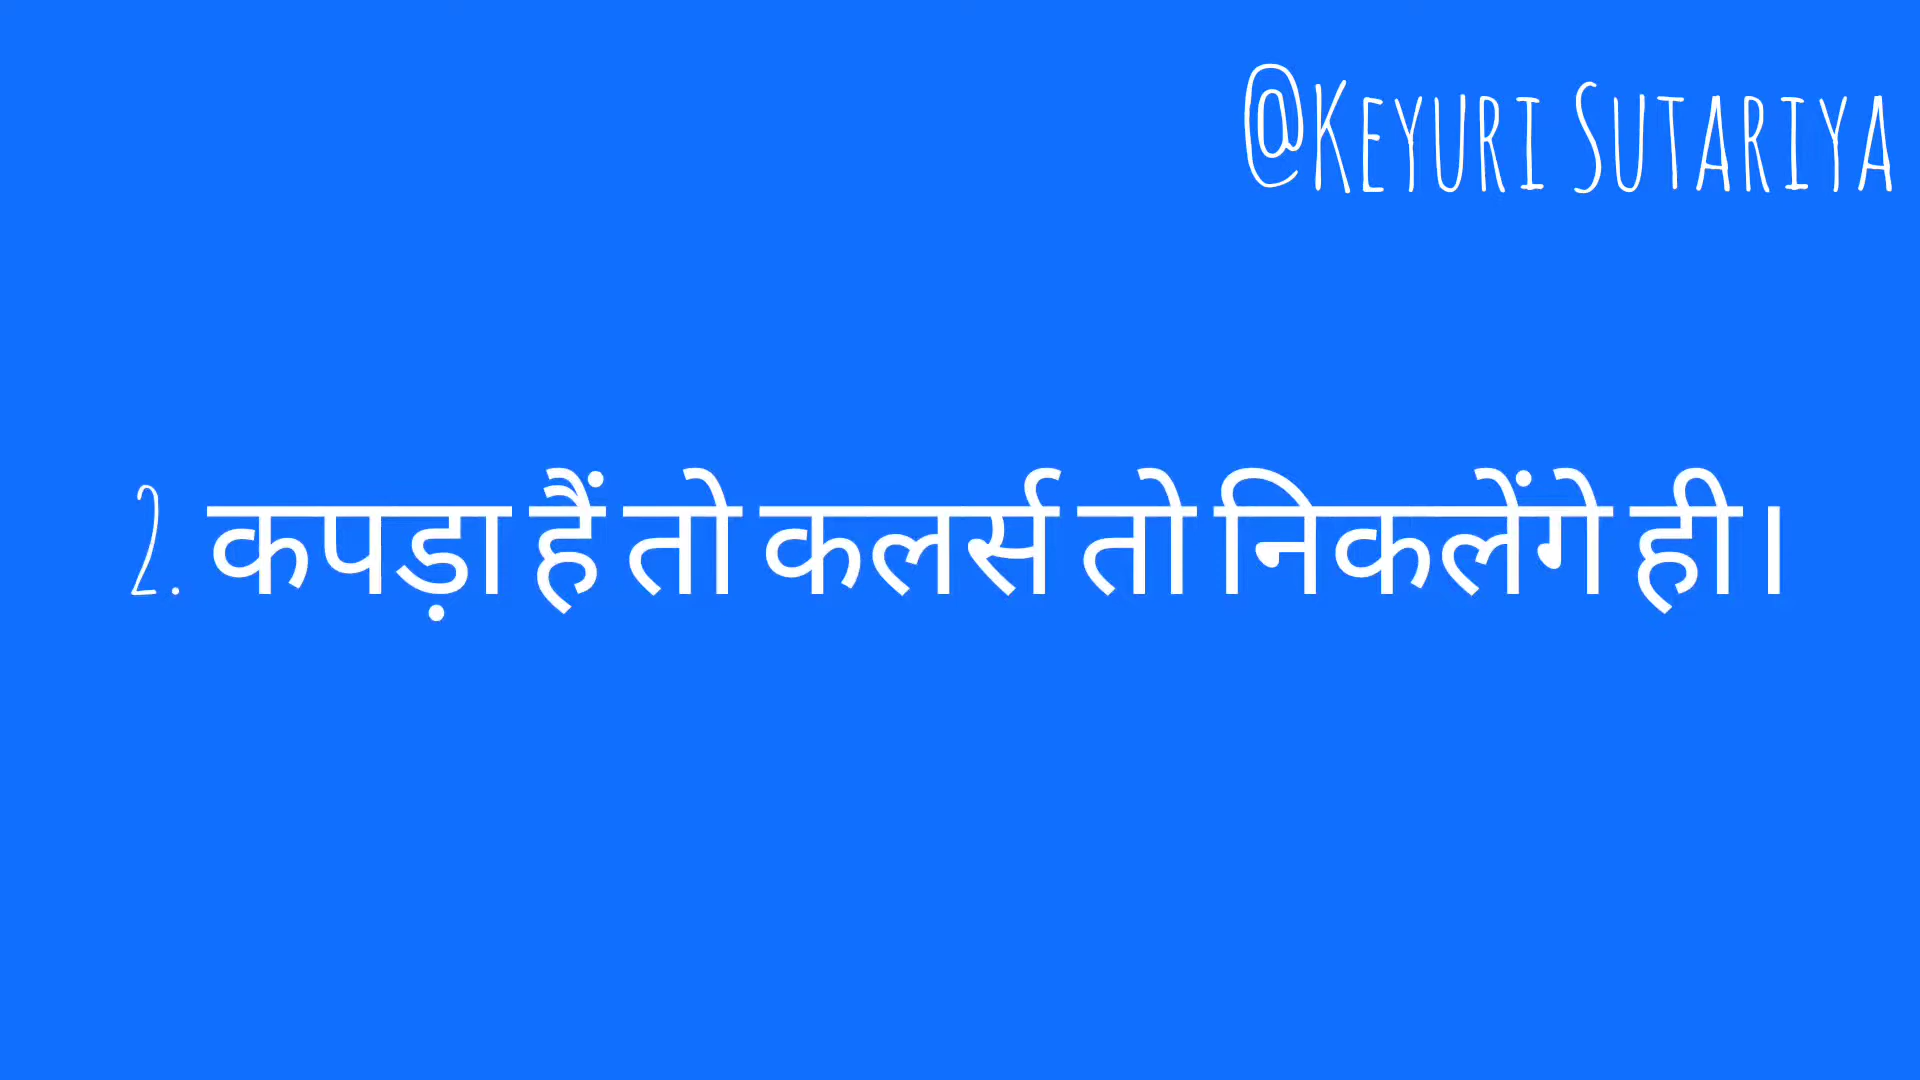 @Keyuri Sutariya
2. कपड़ा हैं तो कलर्स तो निकलेंगे ही।